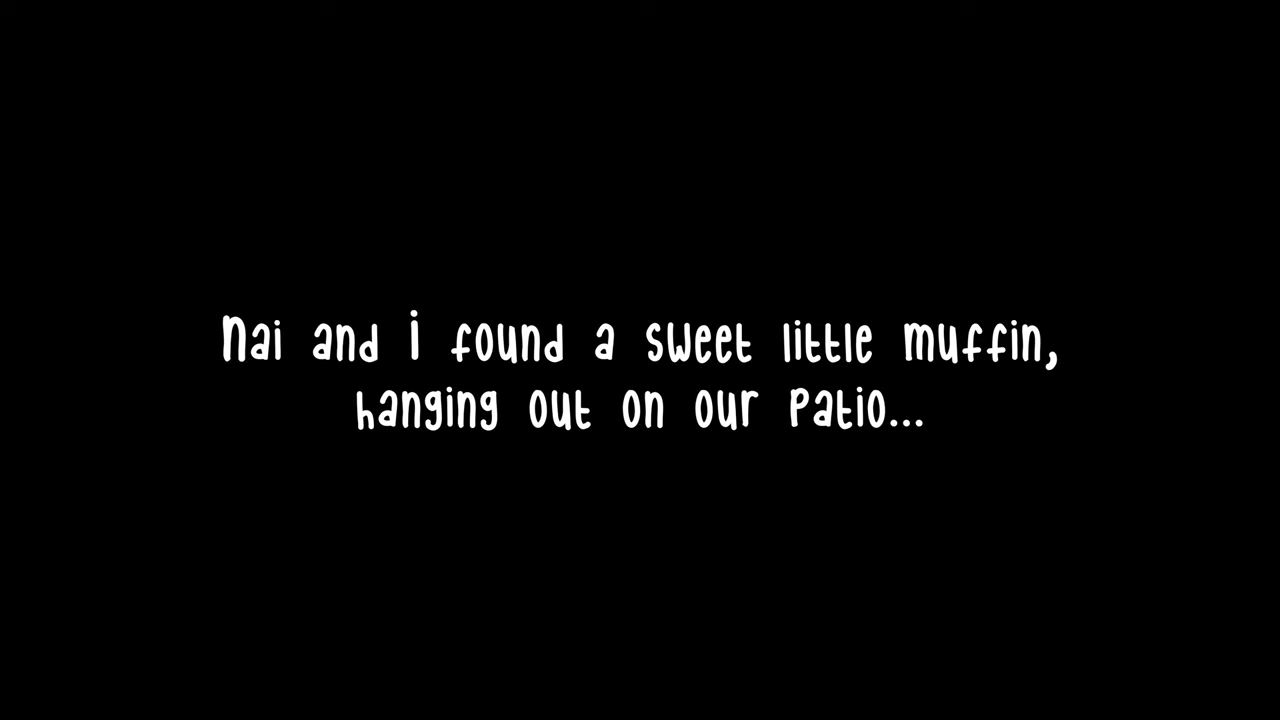 Nai and I found a sweet little muffin,
hanging out on our patio...